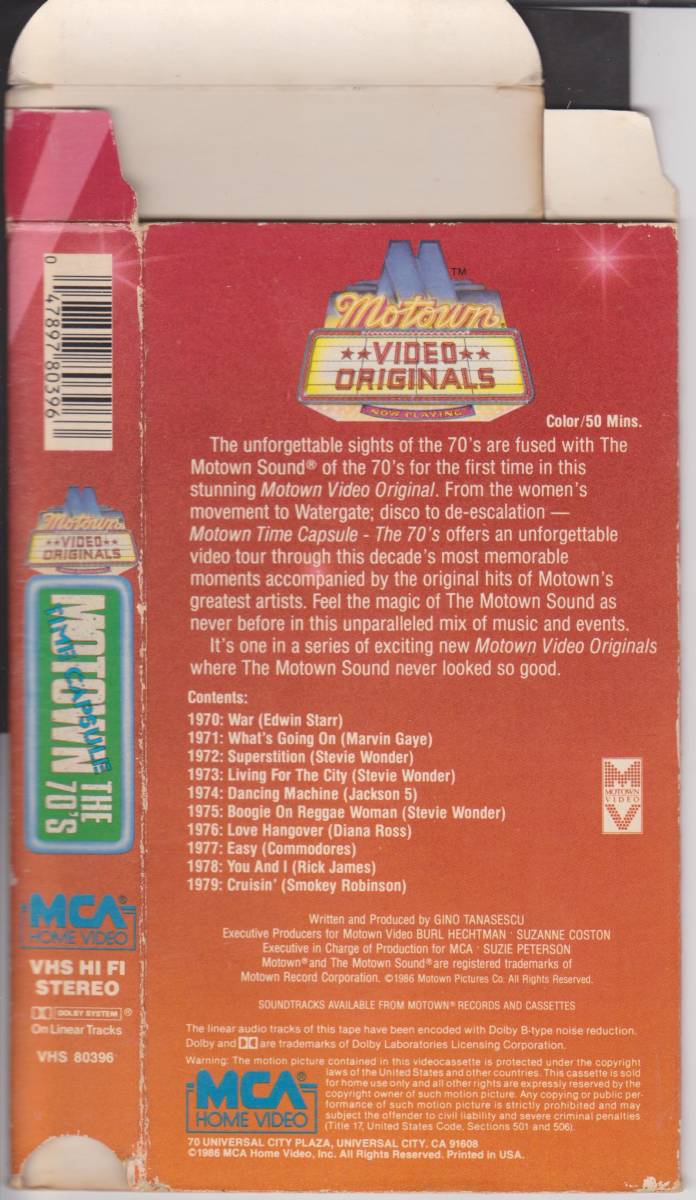 0 47897 80396
Motown
★★VIDEO★★
ORIGINALS
MOTOWN
TIME CAPSULE
THE
70'S
MCA®
HOME VIDEO
VHS HI FI
STEREO
DOLBY SYSTEM®
On Linear Tracks
VHS 80396
M TM
Motown
★★VIDEO★★
ORIGINALS
NOW PLAYING
Color/50 Mins.
The unforgettable sights of the 70's are fused with The
Motown Sound® of the 70's for the first time in this
stunning Motown Video Original. From the women's
movement to Watergate; disco to de-escalation —
Motown Time Capsule - The 70's offers an unforgettable
video tour through this decade's most memorable
moments accompanied by the original hits of Motown's
greatest artists. Feel the magic of The Motown Sound as
never before in this unparalleled mix of music and events.
It's one in a series of exciting new Motown Video Originals
where The Motown Sound never looked so good.
Contents:
1970: War (Edwin Starr)
1971: What's Going On (Marvin Gaye)
1972: Superstition (Stevie Wonder)
1973: Living For The City (Stevie Wonder)
1974: Dancing Machine (Jackson 5)
1975: Boogie On Reggae Woman (Stevie Wonder)
1976: Love Hangover (Diana Ross)
1977: Easy (Commodores)
1978: You And I (Rick James)
1979: Cruisin' (Smokey Robinson)
M
MOTOWN
VIDEO
V
Written and Produced by GINO TANASESCU
Executive Producers for Motown Video BURL HECHTMAN · SUZANNE COSTON
Executive in Charge of Production for MCA · SUZIE PETERSON
Motown® and The Motown Sound® are registered trademarks of
Motown Record Corporation. ©1986 Motown Pictures Co. All Rights Reserved.
SOUNDTRACKS AVAILABLE FROM MOTOWN® RECORDS AND CASSETTES
The linear audio tracks of this tape have been encoded with Dolby B-type noise reduction.
Dolby and are trademarks of Dolby Laboratories Licensing Corporation.
Warning: The motion picture contained in this videocassette is protected under the copyright
laws of the United States and other countries. This cassette is sold
for home use only and all other rights are expressly reserved by the
copyright owner of such motion picture. Any copying or public per-
formance of such motion picture is strictly prohibited and may
subject the offender to civil liability and severe criminal penalties
(Title 17, United States Code, Sections 501 and 506).
MCA®
HOME VIDEO
70 UNIVERSAL CITY PLAZA, UNIVERSAL CITY. CA 91608
©1986 MCA Home Video, Inc. All Rights Reserved. Printed in USA.